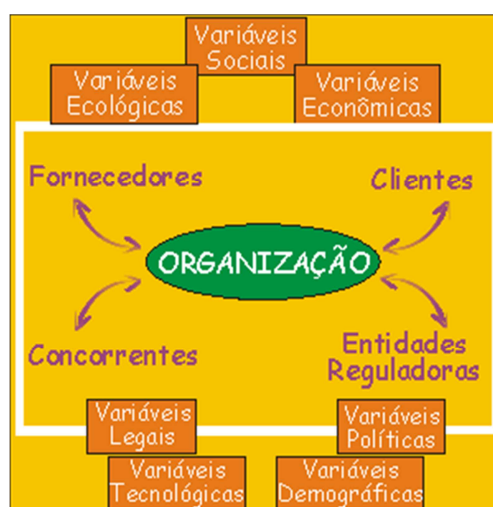 Variáveis
Sociais
Variáveis
Ecológicas
Variáveis
Econômicas
Fornecedores
Clientes
ORGANIZAÇÃO
Concorrentes
Entidades
Reguladoras
Variáveis
Legais
Variáveis
Políticas
Variáveis
Tecnológicas
Variáveis
Demográficas